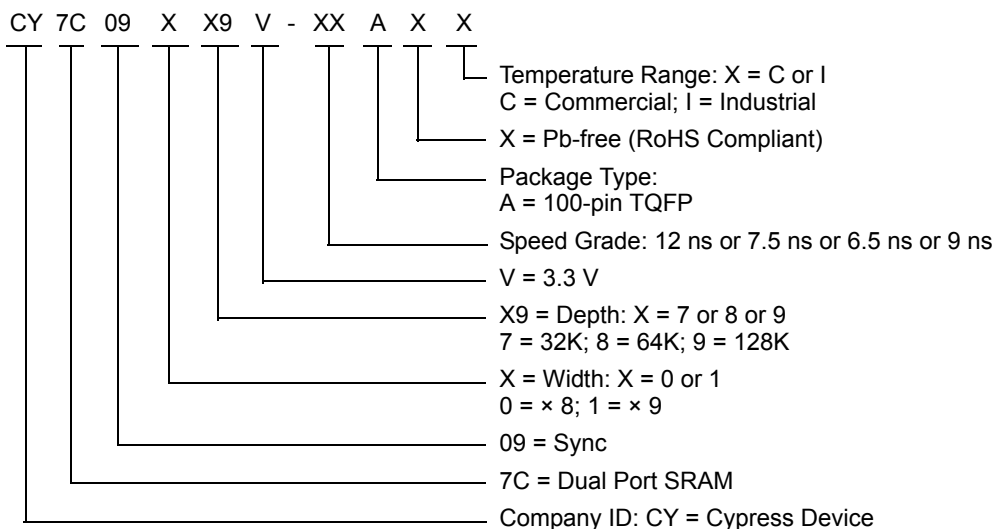 CY 7C 09 X X9 V - XX A X X
Temperature Range: X = C or I
C = Commercial; I = Industrial
X = Pb-free (RoHS Compliant)
Package Type:
A = 100-pin TQFP
Speed Grade: 12 ns or 7.5 ns or 6.5 ns or 9 ns
V = 3.3 V
X9 = Depth: X = 7 or 8 or 9
7 = 32K; 8 = 64K; 9 = 128K
X = Width: X = 0 or 1
0 = × 8; 1 = × 9
09 = Sync
7C = Dual Port SRAM
Company ID: CY = Cypress Device